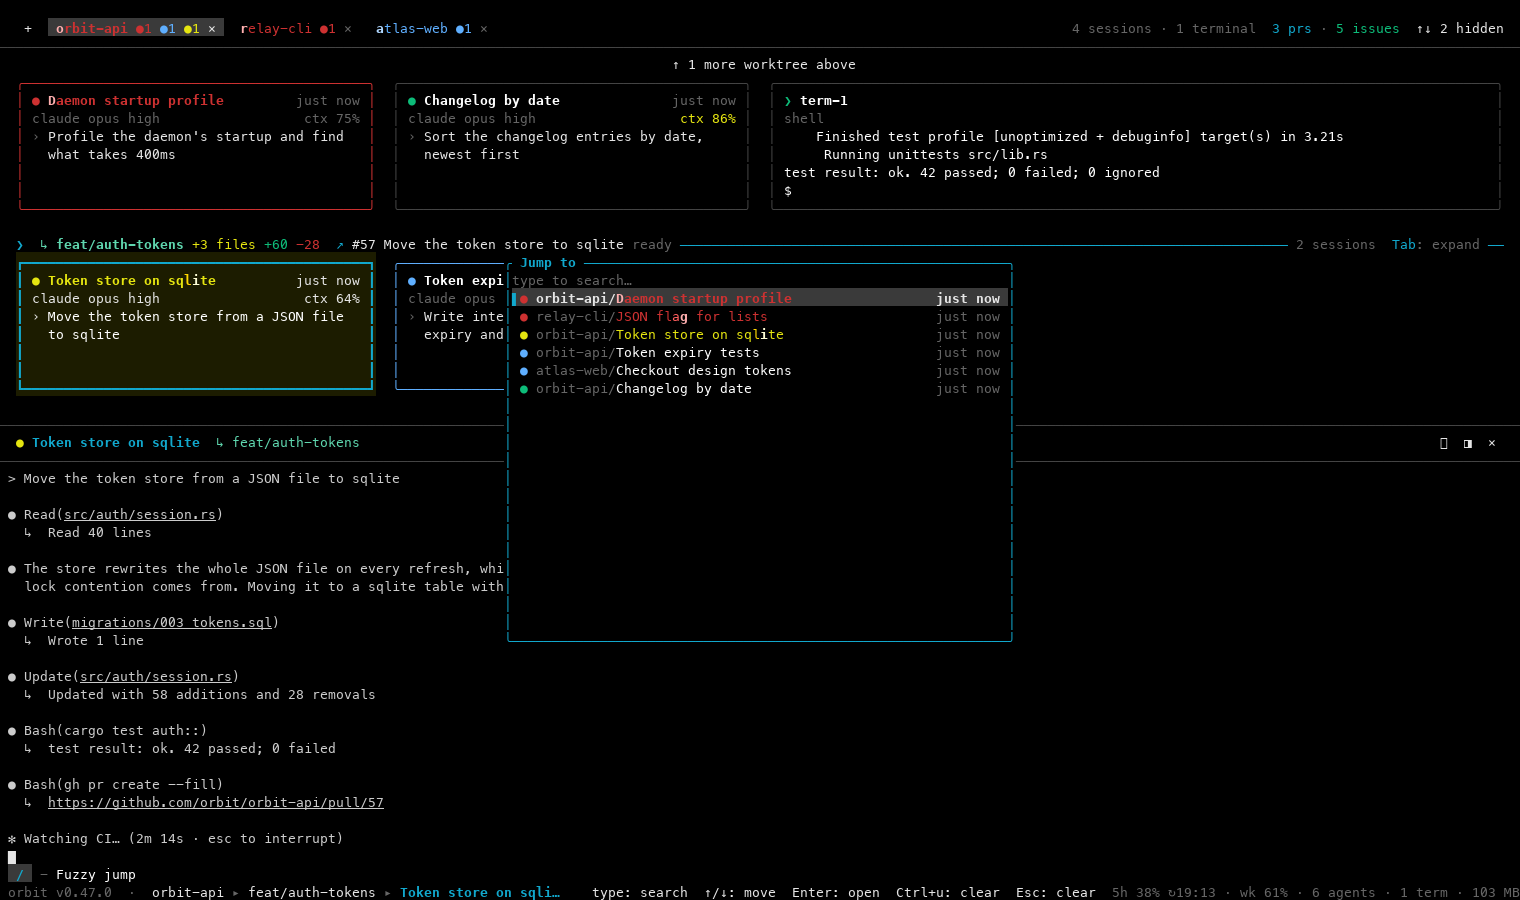 + orbit-api ●1 ●1 ●1 × relay-cli ●1 × atlas-web ●1 × 4 sessions · 1 terminal 3 prs · 5 issues ↑↓ 2 hidden
↑ 1 more worktree above
● Daemon startup profile just now
claude opus high ctx 75%
› Profile the daemon's startup and find
what takes 400ms
● Changelog by date just now
claude opus high ctx 86%
› Sort the changelog entries by date,
newest first
❯ term-1
shell
Finished test profile [unoptimized + debuginfo] target(s) in 3.21s
Running unittests src/lib.rs
test result: ok. 42 passed; 0 failed; 0 ignored
$
❯ ↳ feat/auth-tokens +3 files +60 -28 ↗ #57 Move the token store to sqlite ready 2 sessions Tab: expand
● Token store on sqlite just now
claude opus high ctx 64%
› Move the token store from a JSON file
to sqlite
● Token expi
claude opus
› Write inte
expiry and
Jump to
type to search…
● orbit-api/Daemon startup profile just now
● relay-cli/JSON flag for lists just now
● orbit-api/Token store on sqlite just now
● orbit-api/Token expiry tests just now
● atlas-web/Checkout design tokens just now
● orbit-api/Changelog by date just now
● Token store on sqlite ↳ feat/auth-tokens ◨ ×
> Move the token store from a JSON file to sqlite
● Read(src/auth/session.rs)
↳ Read 40 lines
● The store rewrites the whole JSON file on every refresh, whi
lock contention comes from. Moving it to a sqlite table with
● Write(migrations/003_tokens.sql)
↳ Wrote 1 line
● Update(src/auth/session.rs)
↳ Updated with 58 additions and 28 removals
● Bash(cargo test auth::)
↳ test result: ok. 42 passed; 0 failed
● Bash(gh pr create --fill)
↳ https://github.com/orbit/orbit-api/pull/57
✻ Watching CI… (2m 14s · esc to interrupt)
/ − Fuzzy jump
orbit v0.47.0 · orbit-api ▸ feat/auth-tokens ▸ Token store on sqli… type: search ↑/↓: move Enter: open Ctrl+u: clear Esc: clear 5h 38% ↻19:13 · wk 61% · 6 agents · 1 term · 103 MB